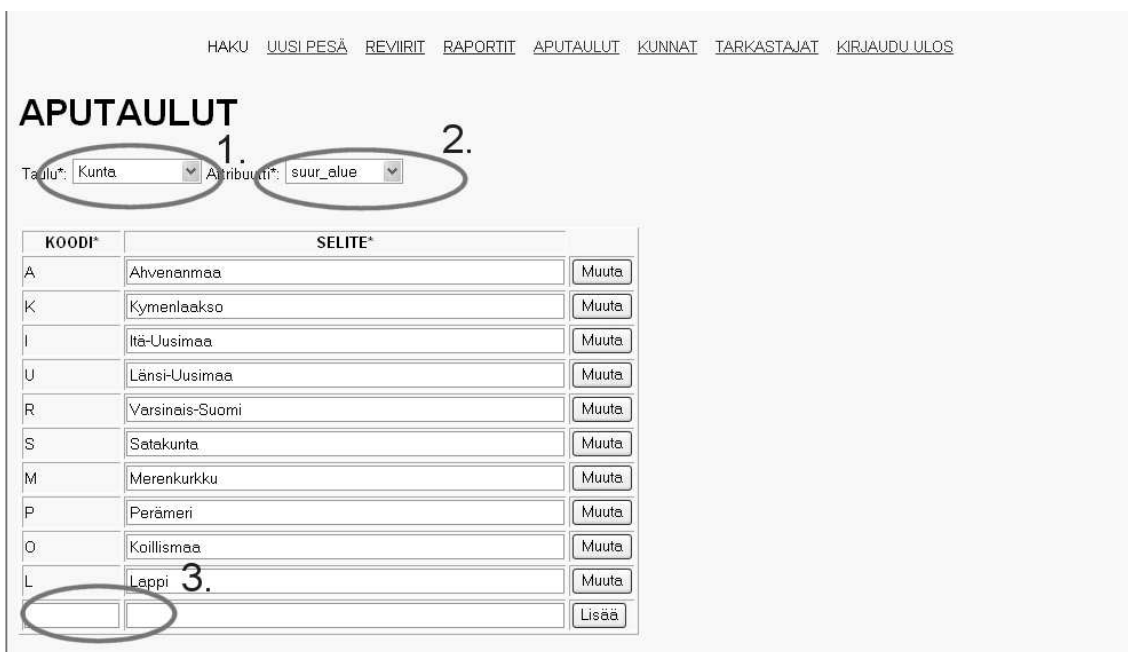 HAKU UUSI PESÄ REVIIRIT RAPORTIT APUTAULUT KUNNAT TARKASTAJAT KIRJAUDU ULOS
APUTAULUT
1.
2.
Taulu*: Kunta Attribuutti*: suur_alue
KOODI* SELITE*
A Ahvenanmaa Muuta
K Kymenlaakso Muuta
I Itä-Uusimaa Muuta
U Länsi-Uusimaa Muuta
R Varsinais-Suomi Muuta
S Satakunta Muuta
M Merenkurkku Muuta
P Perämeri Muuta
O Koillismaa Muuta
L Lappi 3. Muuta
Lisää